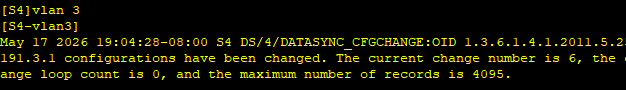 [S4]vlan 3
[S4-vlan3]
May 17 2026 19:04:28-08:00 S4 DS/4/DATASYNC_CFGCHANGE:OID 1.3.6.1.4.1.2011.5.2
191.3.1 configurations have been changed. The current change number is 6, the
ange loop count is 0, and the maximum number of records is 4095.